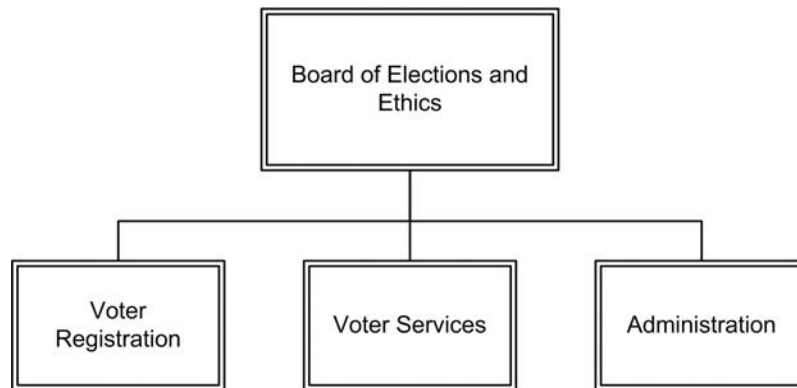 Board of Elections and
Ethics
Voter
Registration
Voter Services
Administration